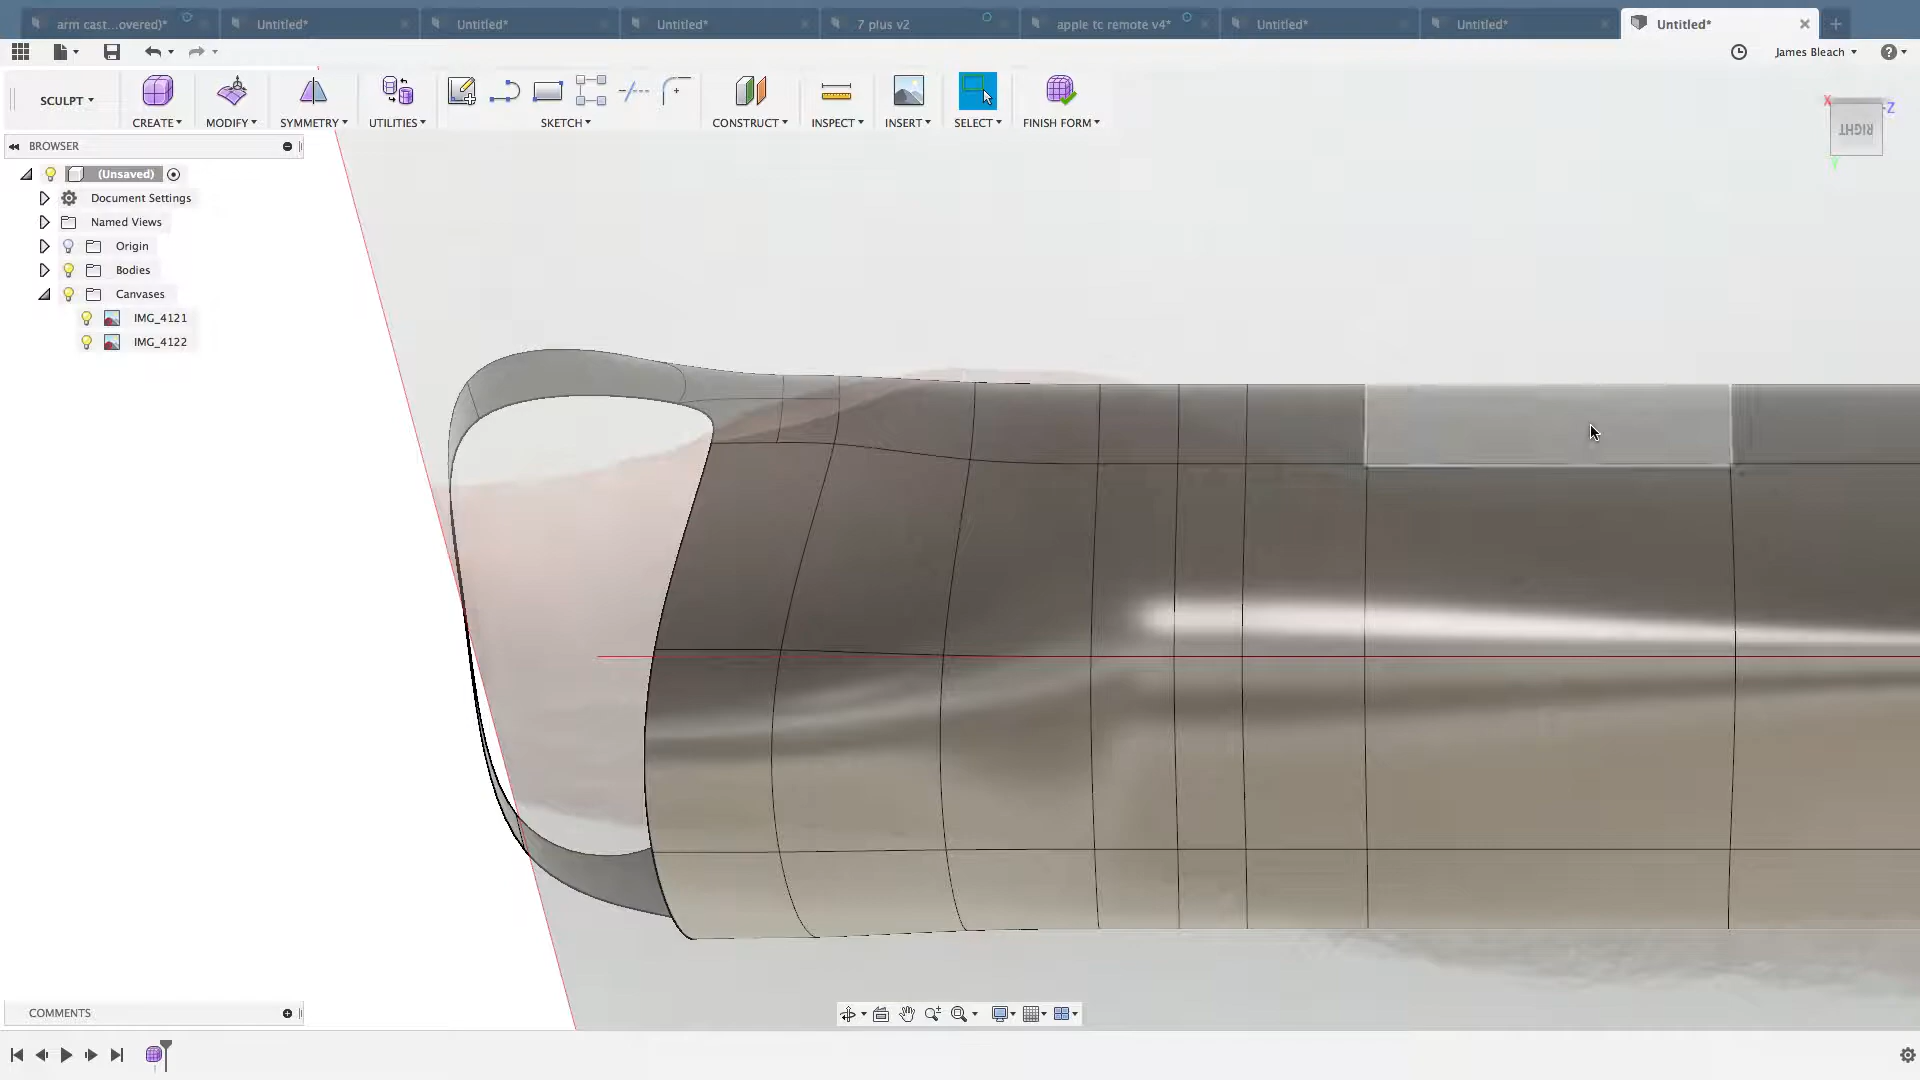 arm cast...overed)*
Untitled*
Untitled*
Untitled*
7 plus v2
apple tc remote v4*
Untitled*
Untitled*
Untitled*
James Bleach
SCULPT
CREATE
MODIFY
SYMMETRY
UTILITIES
SKETCH
CONSTRUCT
INSPECT
INSERT
SELECT
FINISH FORM
X
-Z
RIGHT
Y
BROWSER
(Unsaved)
Document Settings
Named Views
Origin
Bodies
Canvases
IMG_4121
IMG_4122
COMMENTS